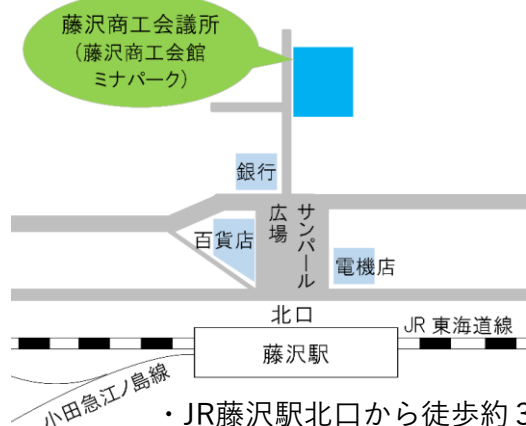 藤沢商工会議所
(藤沢商工会館
ミナパーク)
銀行
サンパール
広場
百貨店
電機店
北口
JR 東海道線
藤沢駅
小田急江ノ島線
・JR藤沢駅北口から徒歩約3